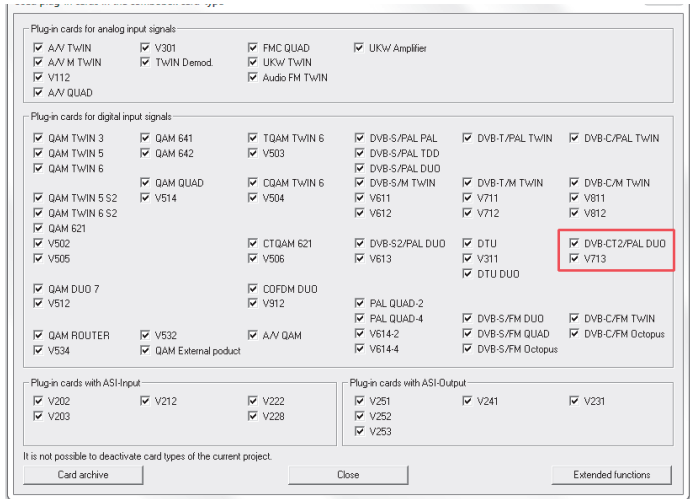 Plug-in cards for analog input signals
A/V TWIN V301 FMC QUAD UKW Amplifier
A/V M TWIN TWIN Demod. UKW TWIN
V112 Audio FM TWIN
A/V QUAD
Plug-in cards for digital input signals
QAM TWIN 3 QAM 641 TQAM TWIN 6 DVB-S/PAL PAL DVB-T/PAL TWIN DVB-C/PAL TWIN
QAM TWIN 5 QAM 642 V503 DVB-S/PAL TDD
QAM TWIN 6 DVB-S/PAL DUO
QAM QUAD CQAM TWIN 6 DVB-S/M TWIN DVB-T/M TWIN DVB-C/M TWIN
QAM TWIN 5 S2 V514 V504 V611 V711 V811
QAM TWIN 6 S2 V612 V712 V812
QAM 621
V502 CTQAM 621 DVB-S2/PAL DUO DTU DVB-CT2/PAL DUO
V505 V506 V613 V311 V713
DTU DUO
QAM DUO 7 COFDM DUO
V512 V912 PAL QUAD-2
PAL QUAD-4 DVB-S/FM DUO DVB-C/FM TWIN
QAM ROUTER V532 A/V QAM V614-2 DVB-S/FM QUAD DVB-C/FM Octopus
V534 QAM External poduct V614-4 DVB-S/FM Octopus
Plug-in cards with ASI-Input
V202 V212 V222
V203 V228
Plug-in cards with ASI-Output
V251 V241 V231
V252
V253
It is not possible to deactivate card types of the current project.
Card archive Close Extended functions